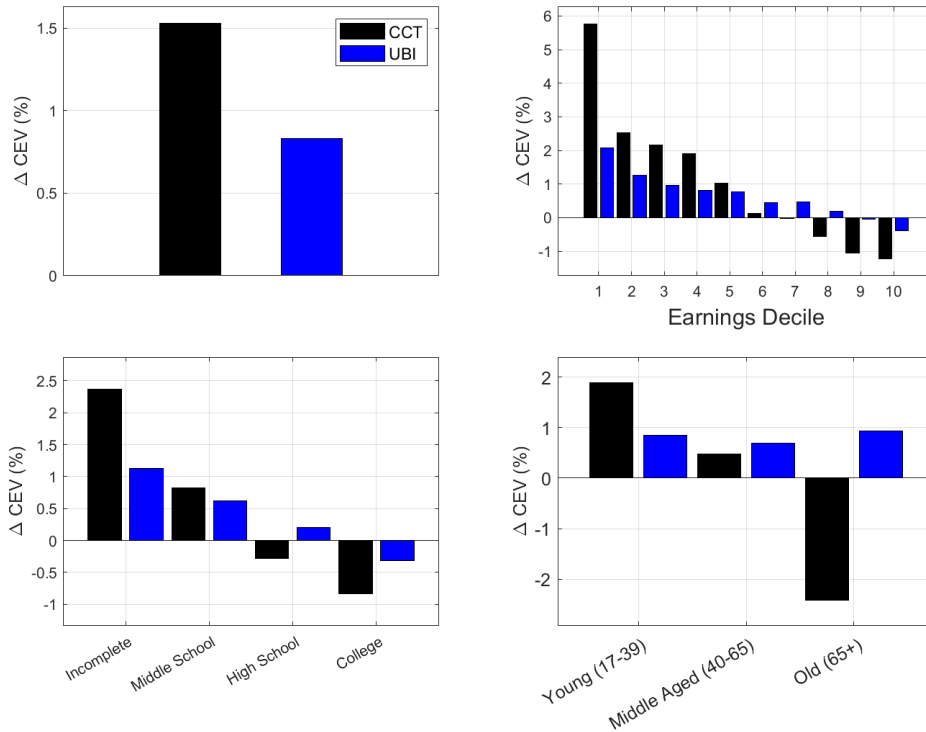 Δ CEV (%)
1.5
1
0.5
0
CCT
UBI
Δ CEV (%)
6
5
4
3
2
1
0
-1
1 2 3 4 5 6 7 8 9 10
Earnings Decile
Δ CEV (%)
2.5
2
1.5
1
0.5
0
-0.5
-1
Incomplete
Middle School
High School
College
Δ CEV (%)
2
1
0
-1
-2
Young (17-39)
Middle Aged (40-65)
Old (65+)